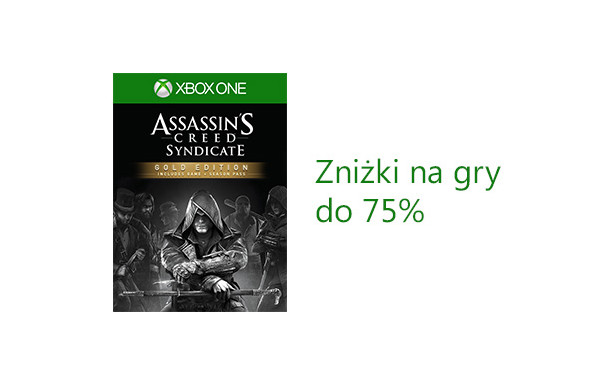 XBOX ONE
ASSASSIN'S
CREED
SYNDICATE
GOLD EDITION
INCLUDES GAME + SEASON PASS
Zniżki na gry
do 75%